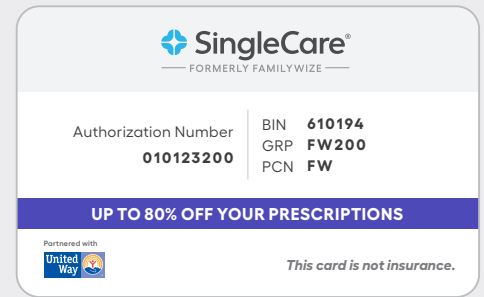 SingleCare®
FORMERLY FAMILYWIZE
Authorization Number
010123200
BIN 610194
GRP FW200
PCN FW
UP TO 80% OFF YOUR PRESCRIPTIONS
Partnered with
United
Way
This card is not insurance.